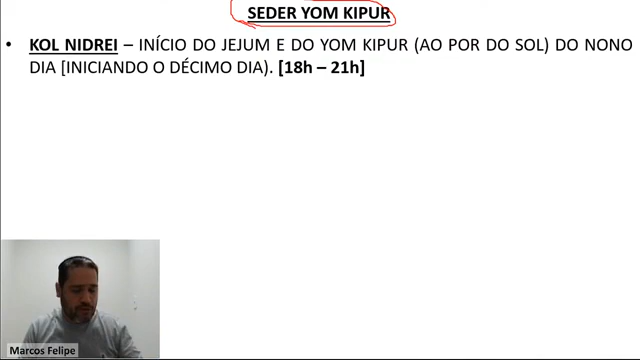 SEDER YOM KIPUR
• KOL NIDREI – INÍCIO DO JEJUM E DO YOM KIPUR (AO POR DO SOL) DO NONO
DIA [INICIANDO O DÉCIMO DIA). [18h – 21h]
Marcos Felipe